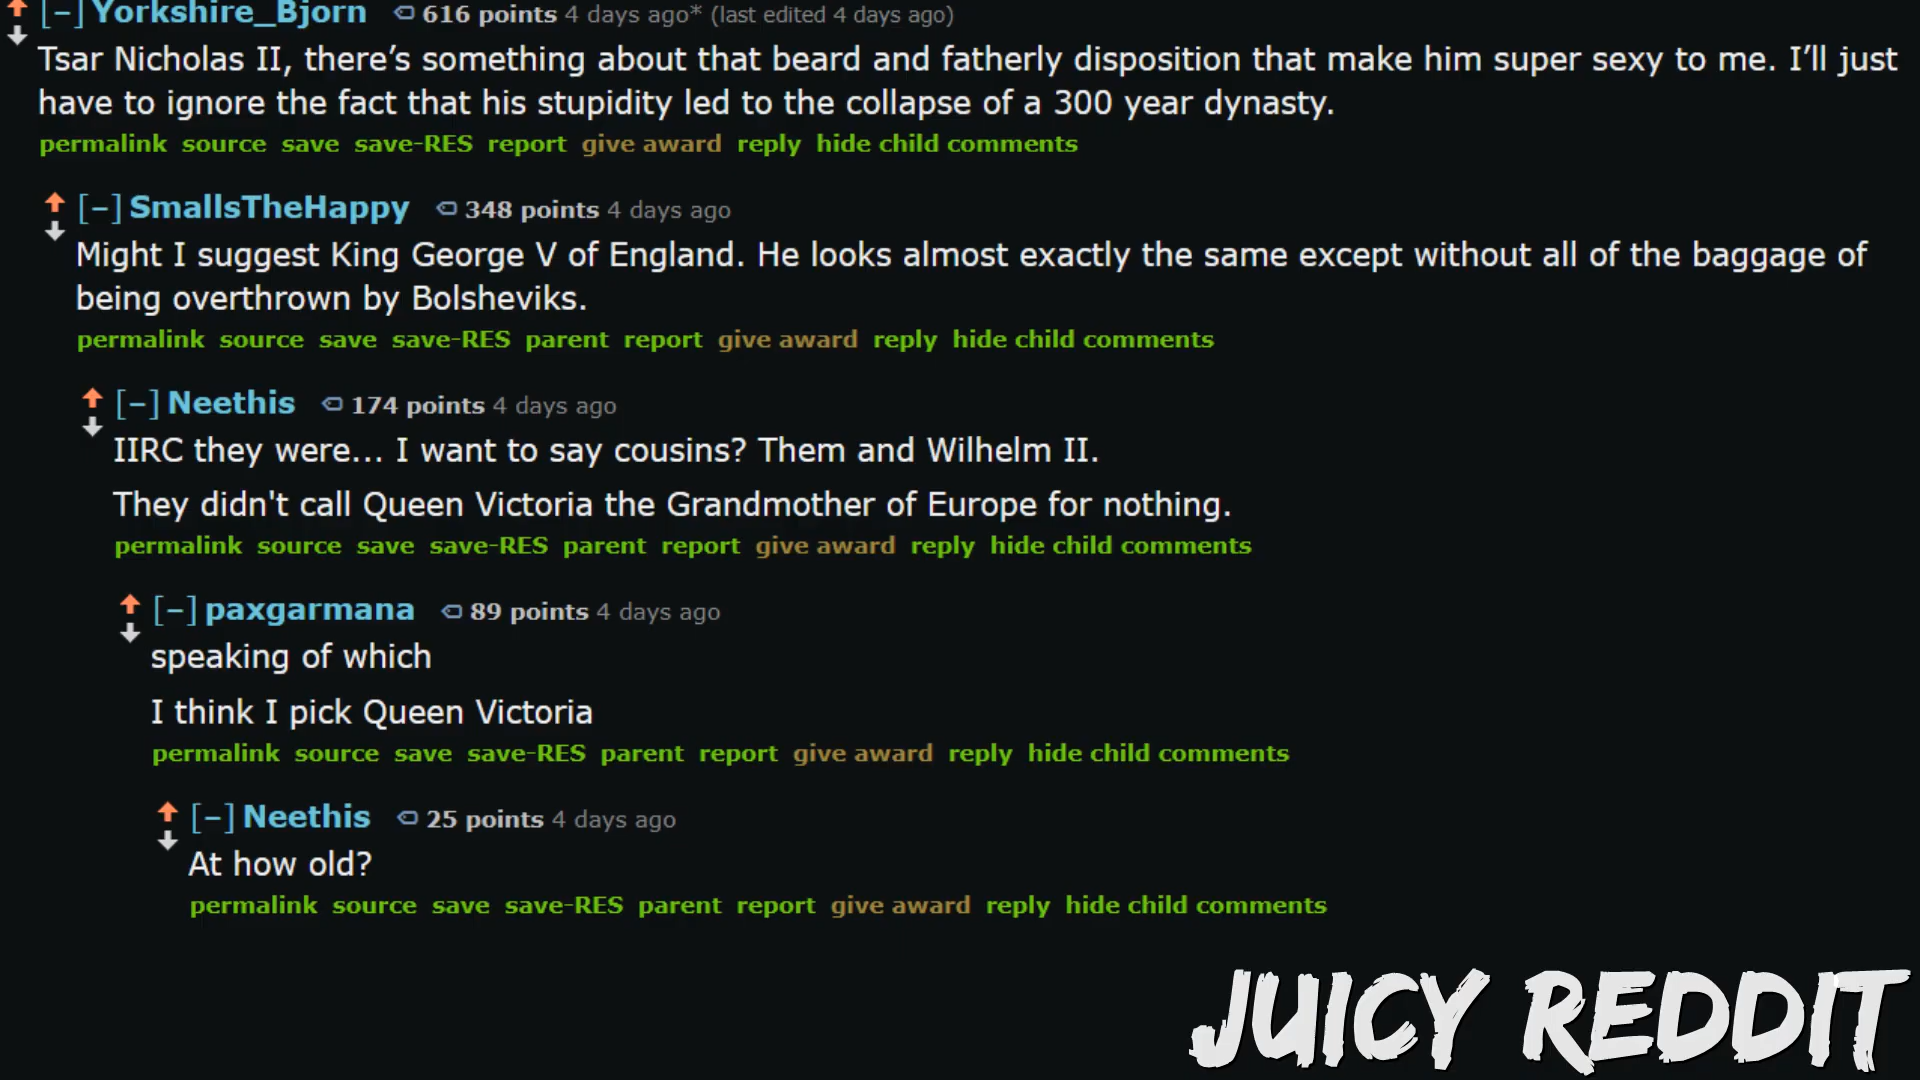 [–] Yorkshire_Bjorn 616 points 4 days ago* (last edited 4 days ago)
Tsar Nicholas II, there’s something about that beard and fatherly disposition that make him super sexy to me. I’ll just
have to ignore the fact that his stupidity led to the collapse of a 300 year dynasty.
permalink source save save-RES report give award reply hide child comments
[–] SmallsTheHappy 348 points 4 days ago
Might I suggest King George V of England. He looks almost exactly the same except without all of the baggage of
being overthrown by Bolsheviks.
permalink source save save-RES parent report give award reply hide child comments
[–] Neethis 174 points 4 days ago
IIRC they were... I want to say cousins? Them and Wilhelm II.
They didn't call Queen Victoria the Grandmother of Europe for nothing.
permalink source save save-RES parent report give award reply hide child comments
[–] paxgarmana 89 points 4 days ago
speaking of which
I think I pick Queen Victoria
permalink source save save-RES parent report give award reply hide child comments
[–] Neethis 25 points 4 days ago
At how old?
permalink source save save-RES parent report give award reply hide child comments
JUICY REDDIT